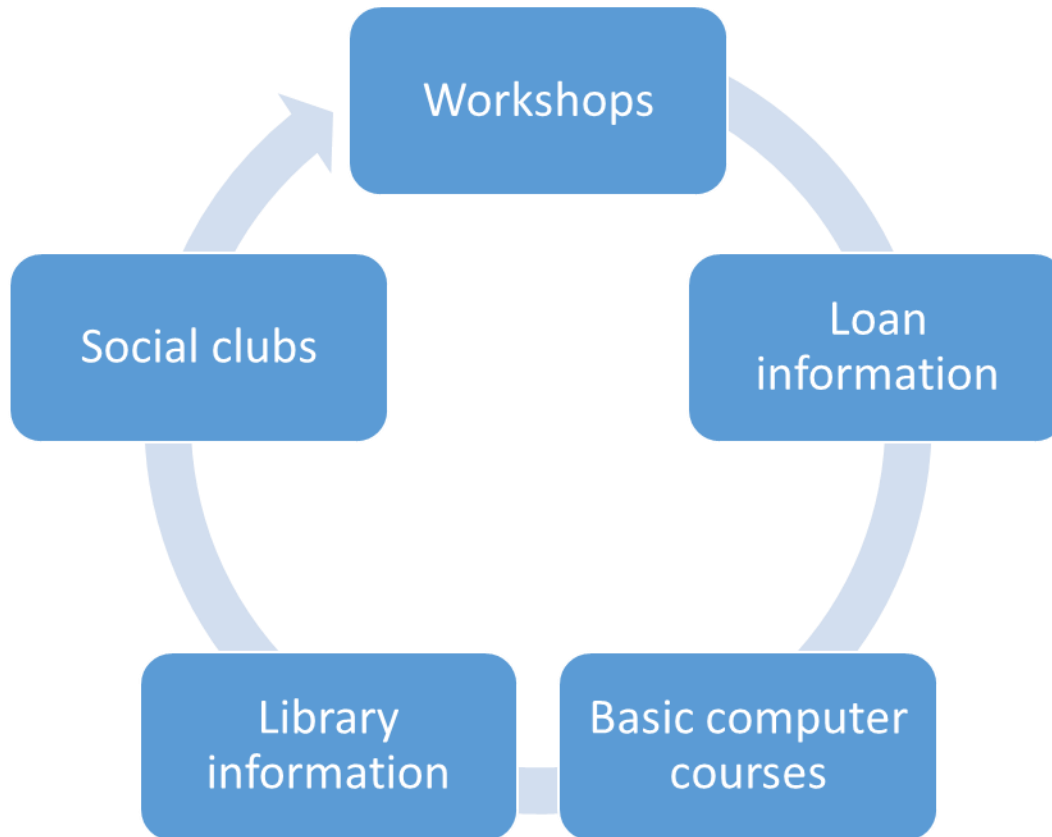 Workshops
Loan
information
Basic computer
courses
Library
information
Social clubs